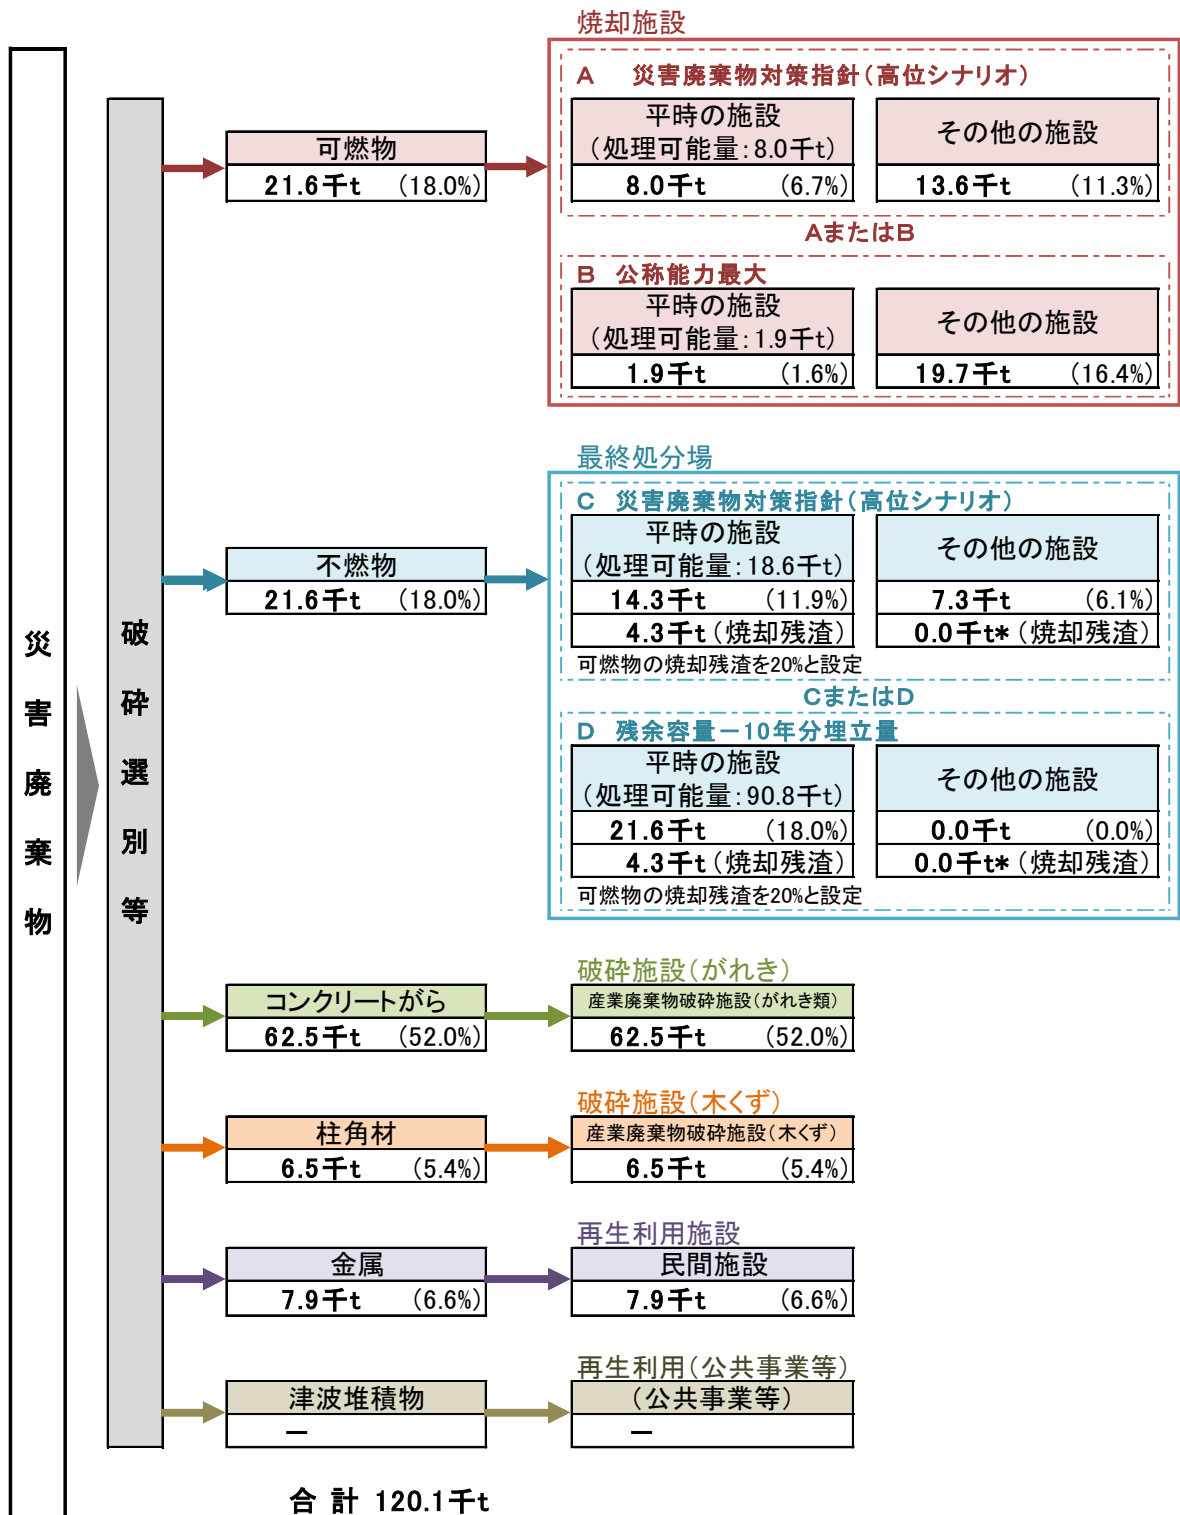 災害廃棄物
破砕選別等
焼却施設
A 災害廃棄物対策指針（高位シナリオ）
可燃物
21.6千t (18.0%)
平時の施設
（処理可能量：8.0千t）
8.0千t (6.7%)
その他の施設
13.6千t (11.3%)
AまたはB
B 公称能力最大
平時の施設
（処理可能量：1.9千t）
1.9千t (1.6%)
その他の施設
19.7千t (16.4%)
最終処分場
C 災害廃棄物対策指針（高位シナリオ）
不燃物
21.6千t (18.0%)
平時の施設
（処理可能量：18.6千t）
14.3千t (11.9%)
4.3千t（焼却残渣）
その他の施設
7.3千t (6.1%)
0.0千t*（焼却残渣）
可燃物の焼却残渣を20%と設定
CまたはD
D 残余容量－10年分埋立量
平時の施設
（処理可能量：90.8千t）
21.6千t (18.0%)
4.3千t（焼却残渣）
その他の施設
0.0千t (0.0%)
0.0千t*（焼却残渣）
可燃物の焼却残渣を20%と設定
破砕施設（がれき）
コンクリートがら
62.5千t (52.0%)
産業廃棄物破砕施設（がれき類）
62.5千t (52.0%)
破砕施設（木くず）
柱角材
6.5千t (5.4%)
産業廃棄物破砕施設（木くず）
6.5千t (5.4%)
再生利用施設
金属
7.9千t (6.6%)
民間施設
7.9千t (6.6%)
再生利用（公共事業等）
津波堆積物
－
（公共事業等）
－
合計 120.1千t